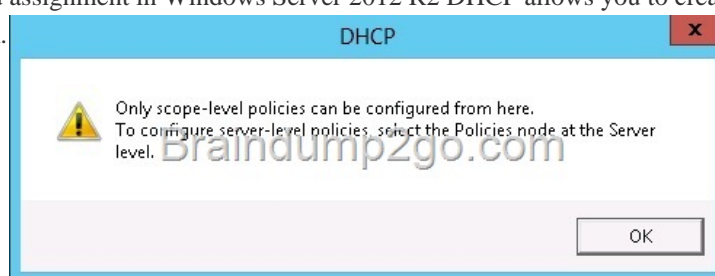 assignment in Windows Server 2012 R2 DHCP allows you to crea
.
DHCP
x
Only scope-level policies can be configured from here.
To configure server-level policies, select the Policies node at the Server
level.
Braindump2go.com
OK